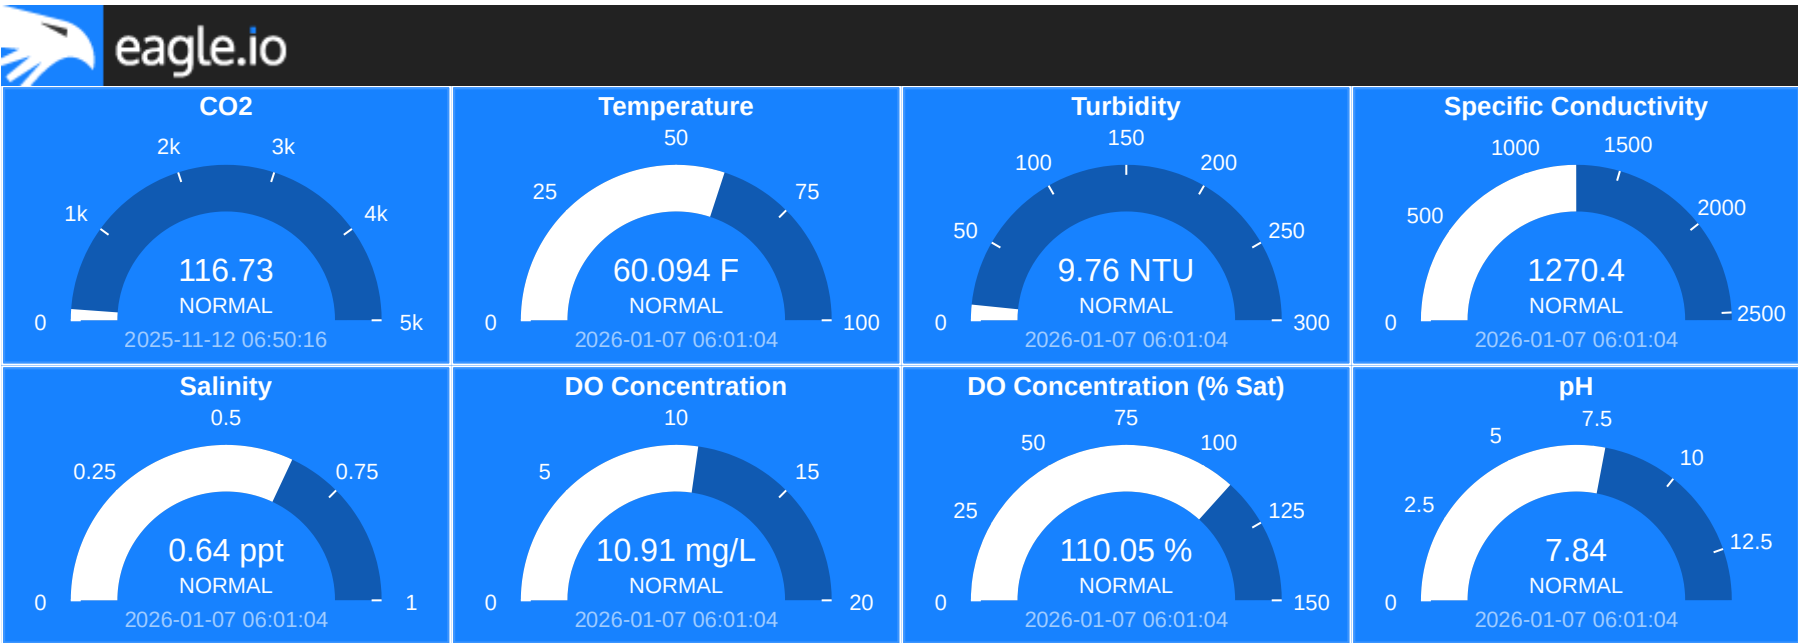 eagle.io
CO2
0
1k
2k
3k
4k
5k
116.73
NORMAL
2025-11-12 06:50:16
Temperature
0
25
50
75
100
60.094 F
NORMAL
2026-01-07 06:01:04
Turbidity
0
50
100
150
200
250
300
9.76 NTU
NORMAL
2026-01-07 06:01:04
Specific Conductivity
0
500
1000
1500
2000
2500
1270.4
NORMAL
2026-01-07 06:01:04
Salinity
0
0.25
0.5
0.75
1
0.64 ppt
NORMAL
2026-01-07 06:01:04
DO Concentration
0
5
10
15
20
10.91 mg/L
NORMAL
2026-01-07 06:01:04
DO Concentration (% Sat)
0
25
50
75
100
125
150
110.05 %
NORMAL
2026-01-07 06:01:04
pH
0
2.5
5
7.5
10
12.5
7.84
NORMAL
2026-01-07 06:01:04